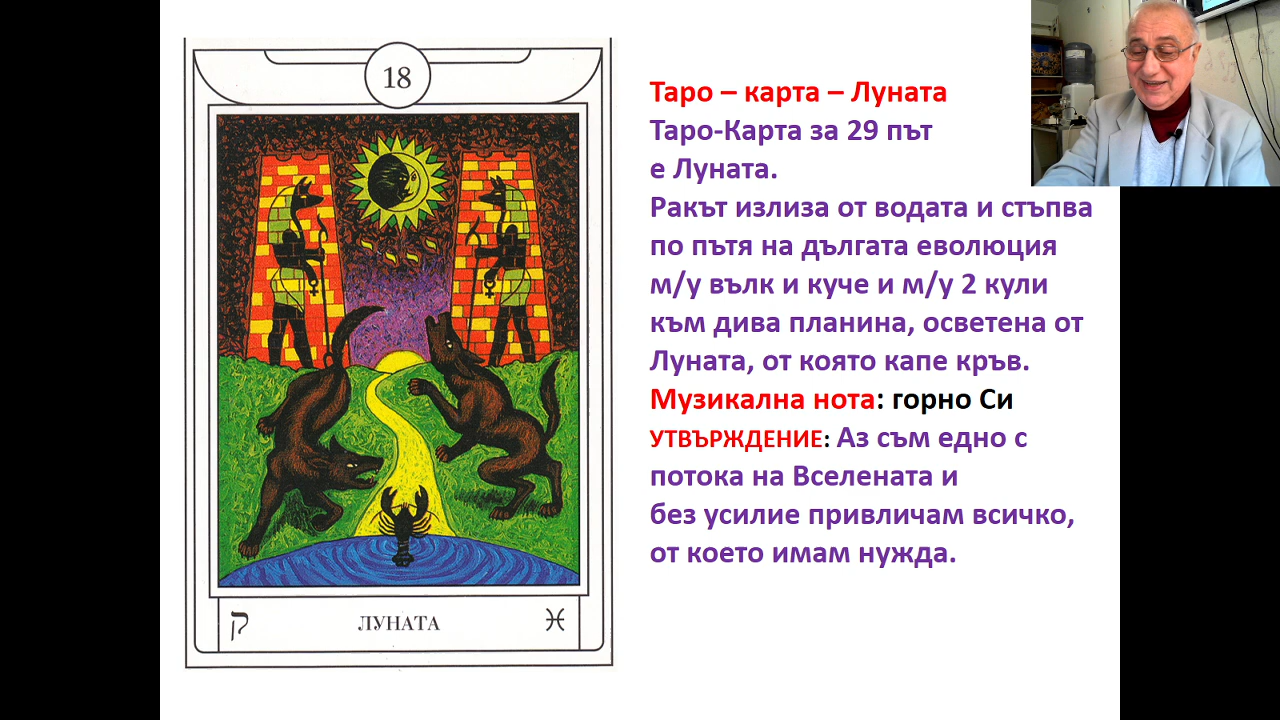 18
ק
ЛУНАТА
♓
Таро – карта – Луната
Таро-Карта за 29 път
е Луната.
Ракът излиза от водата и стъпва
по пътя на дългата еволюция
м/у вълк и куче и м/у 2 кули
към дива планина, осветена от
Луната, от която капе кръв.
Музикална нота: горно Си
УТВЪРЖДЕНИЕ: Аз съм едно с
потока на Вселената и
без усилие привличам всичко,
от което имам нужда.